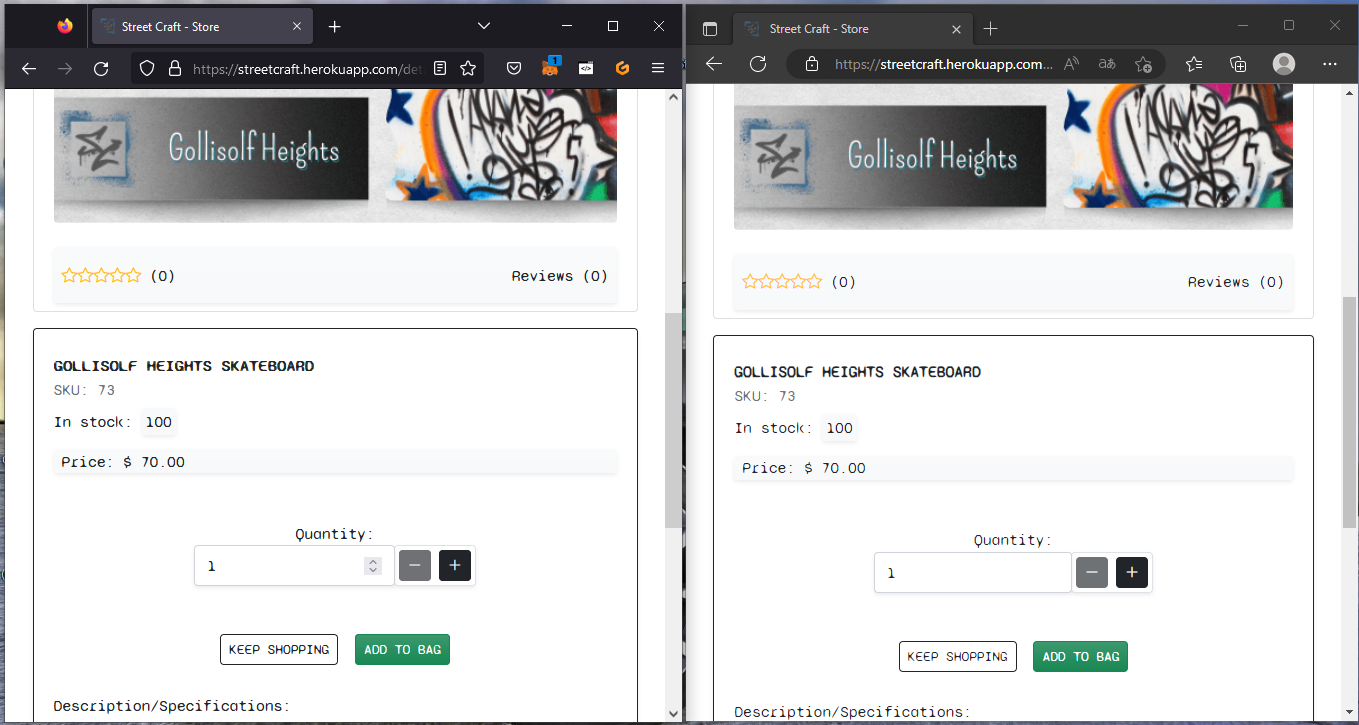 Street Craft - Store
https://streetcraft.herokuapp.com/det
1
Gollisolf Heights
(0)
Reviews (0)
GOLLISOLF HEIGHTS SKATEBOARD
SKU: 73
In stock: 100
Price: $ 70.00
Quantity:
1
KEEP SHOPPING
ADD TO BAG
Description/Specifications:
Street Craft - Store
https://streetcraft.herokuapp.com...
A
aあ
Gollisolf Heights
(0)
Reviews (0)
GOLLISOLF HEIGHTS SKATEBOARD
SKU: 73
In stock: 100
Price: $ 70.00
Quantity:
1
KEEP SHOPPING
ADD TO BAG
Description/Specifications: